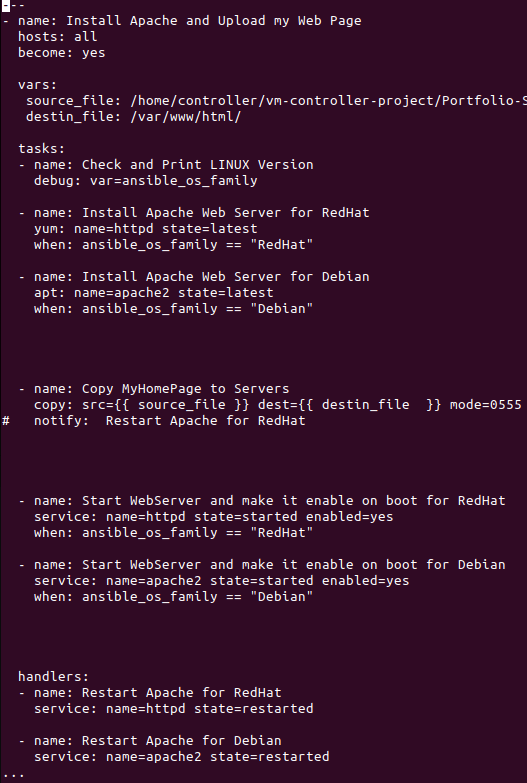 ---
- name: Install Apache and Upload my Web Page
  hosts: all
  become: yes

  vars:
   source_file: /home/controller/vm-controller-project/Portfolio-S
   destin_file: /var/www/html/

  tasks:
  - name: Check and Print LINUX Version
    debug: var=ansible_os_family

  - name: Install Apache Web Server for RedHat
    yum: name=httpd state=latest
    when: ansible_os_family == "RedHat"

  - name: Install Apache Web Server for Debian
    apt: name=apache2 state=latest
    when: ansible_os_family == "Debian"

  - name: Copy MyHomePage to Servers
    copy: src={{ source_file }} dest={{ destin_file  }} mode=0555
#   notify:  Restart Apache for RedHat

  - name: Start WebServer and make it enable on boot for RedHat
    service: name=httpd state=started enabled=yes
    when: ansible_os_family == "RedHat"

  - name: Start WebServer and make it enable on boot for Debian
    service: name=apache2 state=started enabled=yes
    when: ansible_os_family == "Debian"

  handlers:
  - name: Restart Apache for RedHat
    service: name=httpd state=restarted

  - name: Restart Apache for Debian
    service: name=apache2 state=restarted
...